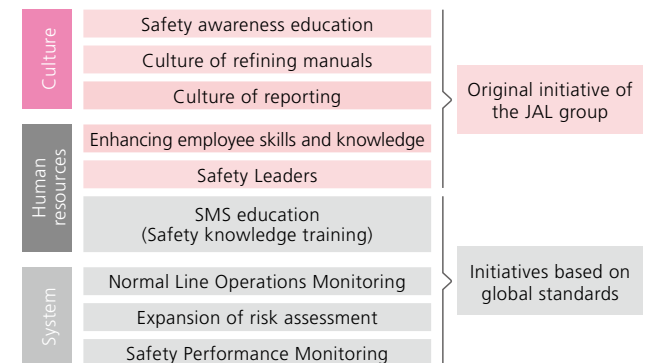 Culture
Safety awareness education
Culture of refining manuals
Culture of reporting
Human
resources
Enhancing employee skills and knowledge
Safety Leaders
SMS education
(Safety knowledge training)
System
Normal Line Operations Monitoring
Expansion of risk assessment
Safety Performance Monitoring
Original initiative of
the JAL group
Initiatives based on
global standards